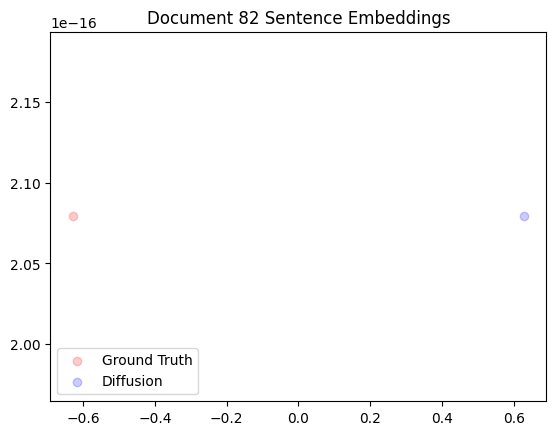 Document 82 Sentence Embeddings
1e−16
2.15
2.10
2.05
2.00
Ground Truth
Diffusion
−0.6 −0.4 −0.2 0.0 0.2 0.4 0.6